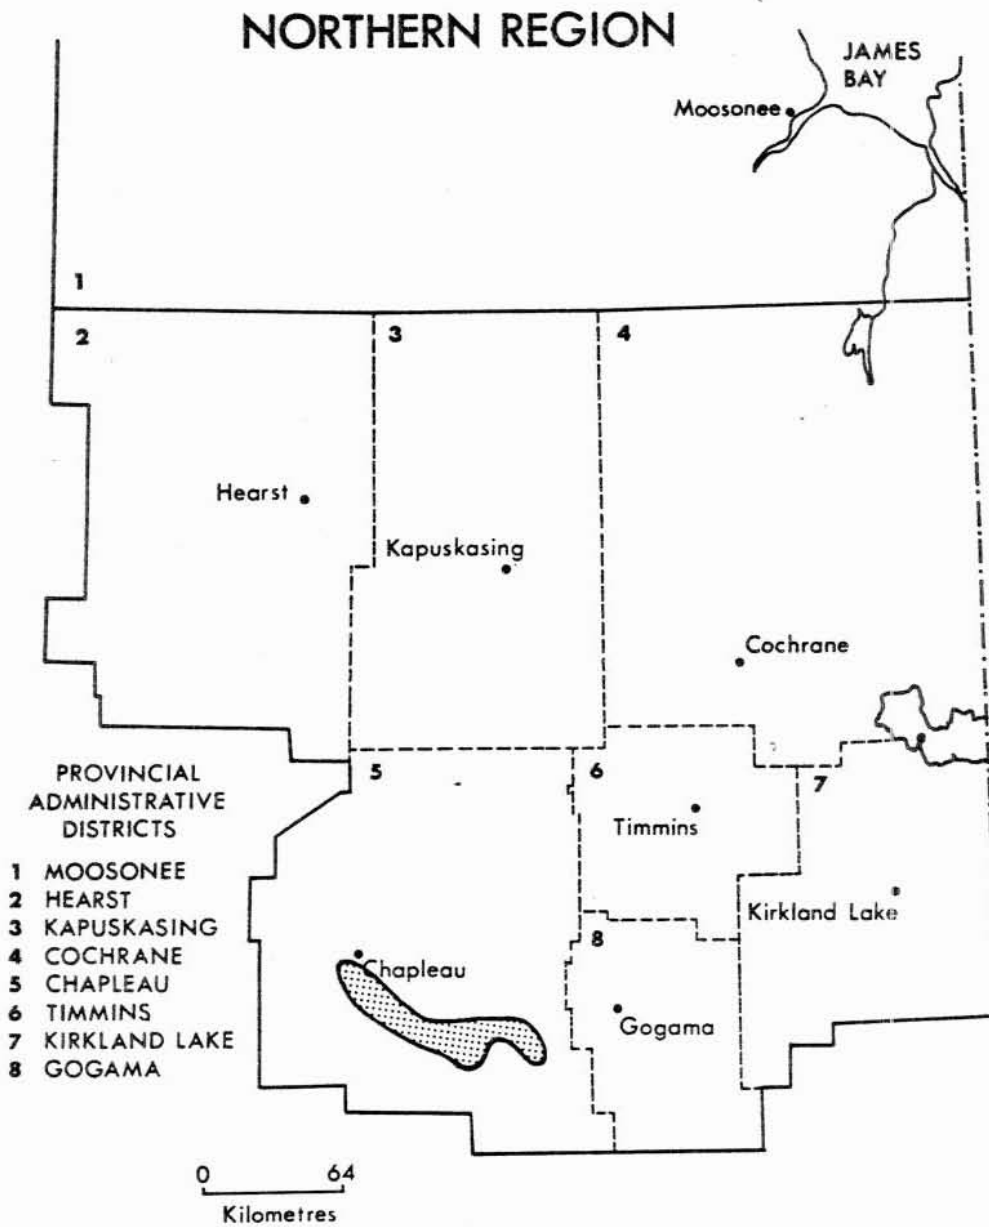 NORTHERN REGION
JAMES
BAY
Moosonee
1
2
3
4
Hearst
Kapuskasing
Cochrane
5
6
7
PROVINCIAL
ADMINISTRATIVE
DISTRICTS
Timmins
1 MOOSONEE
2 HEARST
3 KAPUSKASING
4 COCHRANE
5 CHAPLEAU
6 TIMMINS
7 KIRKLAND LAKE
8 GOGAMA
Kirkland Lake
8
Chapleau
Gogama
0 64
Kilometres